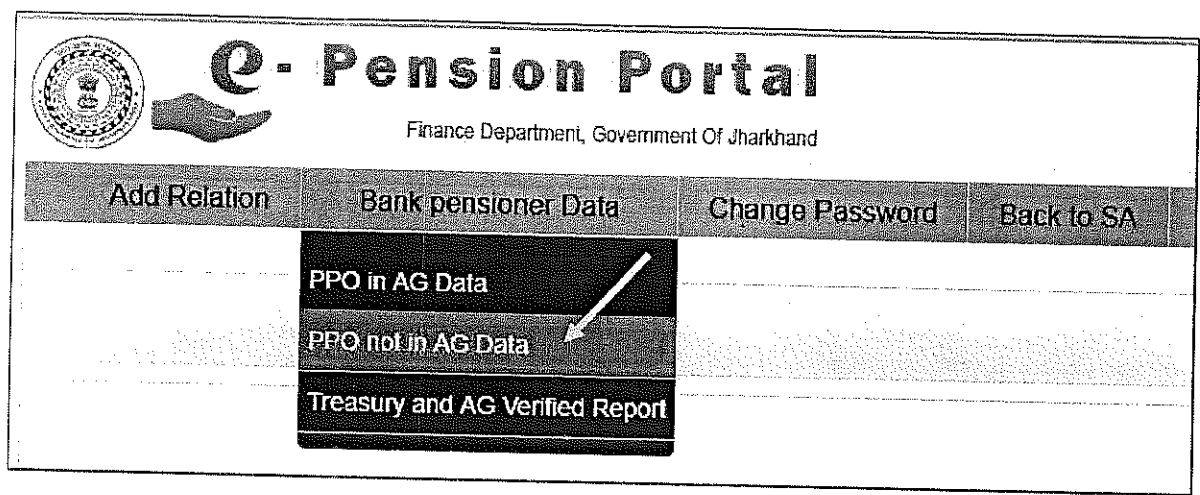 e- Pension Portal
Finance Department, Government Of Jharkhand
Add Relation Bank pensioner Data Change Password Back to SA
PPO in AG Data
PPO not in AG Data
Treasury and AG Verified Report